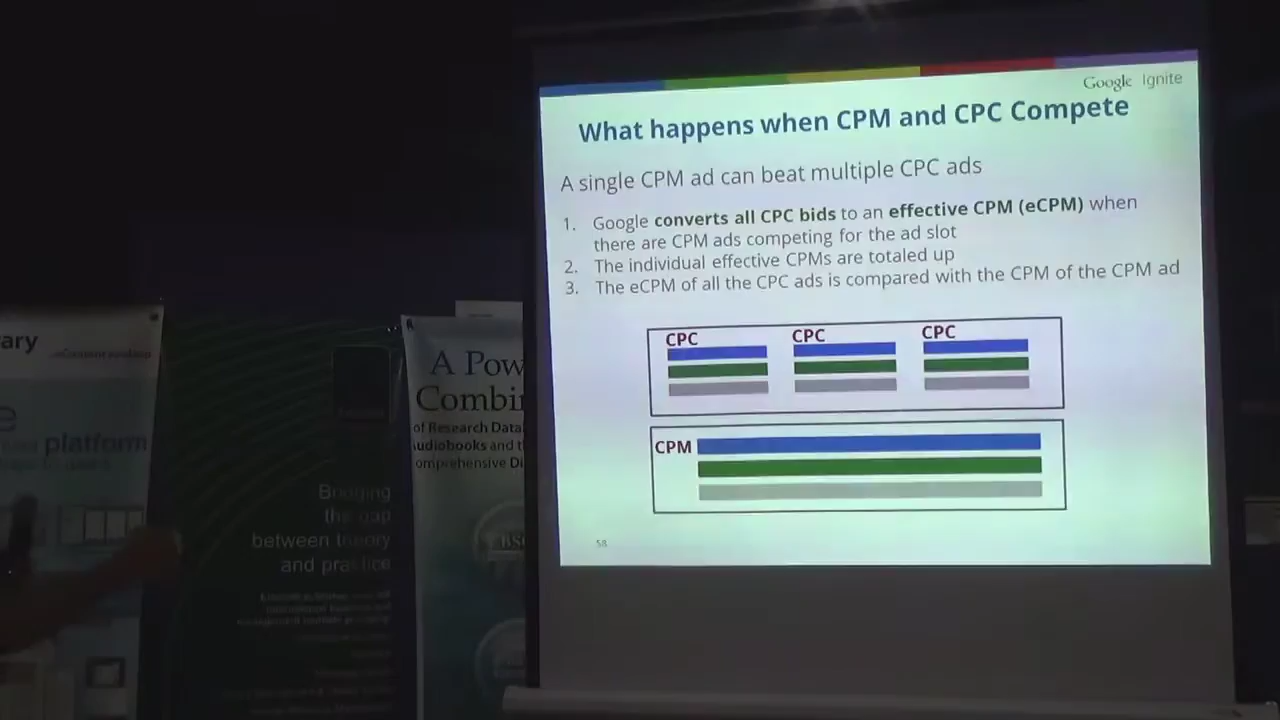 Google Ignite
What happens when CPM and CPC Compete
A single CPM ad can beat multiple CPC ads
1. Google converts all CPC bids to an effective CPM (eCPM) when
there are CPM ads competing for the ad slot
2. The individual effective CPMs are totaled up
3. The eCPM of all the CPC ads is compared with the CPM of the CPM ad
CPC CPC CPC
CPM
58
ary
e
platform
Bridging
the gap
between theory
and practice
A Pow
Combi
of Research Data
udiobooks and t
omprehensive Di